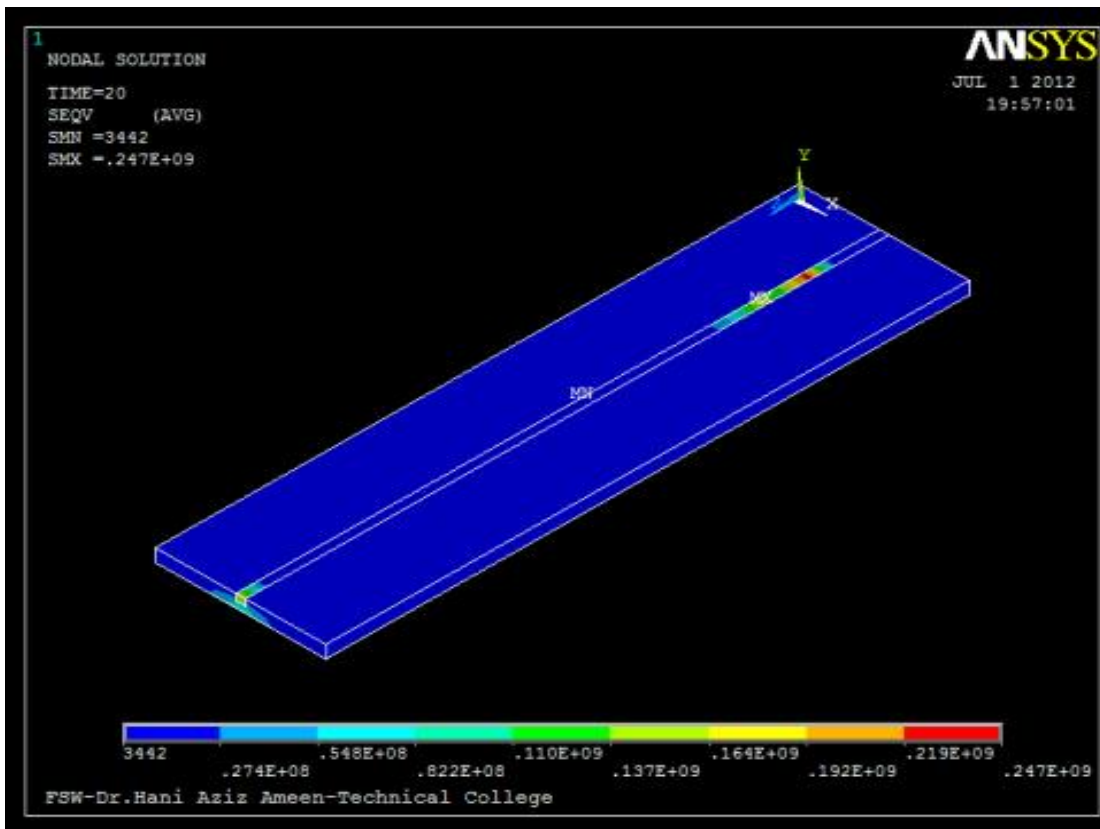 1
NODAL SOLUTION
TIME=20
SEQV (AVG)
SMN =3442
SMX =.247E+09
ANSYS
JUL 1 2012
19:57:01
Y
Z X
MX
MN
3442 .548E+08 .110E+09 .164E+09 .219E+09
.274E+08 .822E+08 .137E+09 .192E+09 .247E+09
FSW-Dr.Hani Aziz Ameen-Technical College